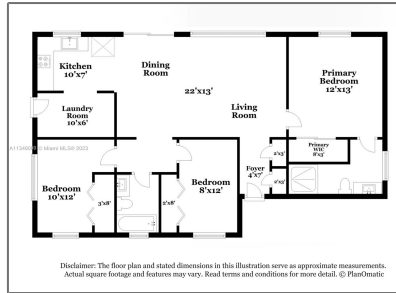 Kitchen
10'x7'
Dining
Room
22'x13'
Living
Room
Primary
Bedroom
12'x13'
Laundry
Room
10'x6'
Primary
WIC
8'x3'
2'x3'
Foyer
4'x7'
2'x2'
Bedroom
10'x12'
3'x8'
2'x8'
Bedroom
8'x12'
Miami MLS® 2023
Disclaimer: The floor plan and stated dimensions in this illustration serve as approximate measurements.
Actual square footage and features may vary. Read terms and conditions for more detail. © PlanOmatic